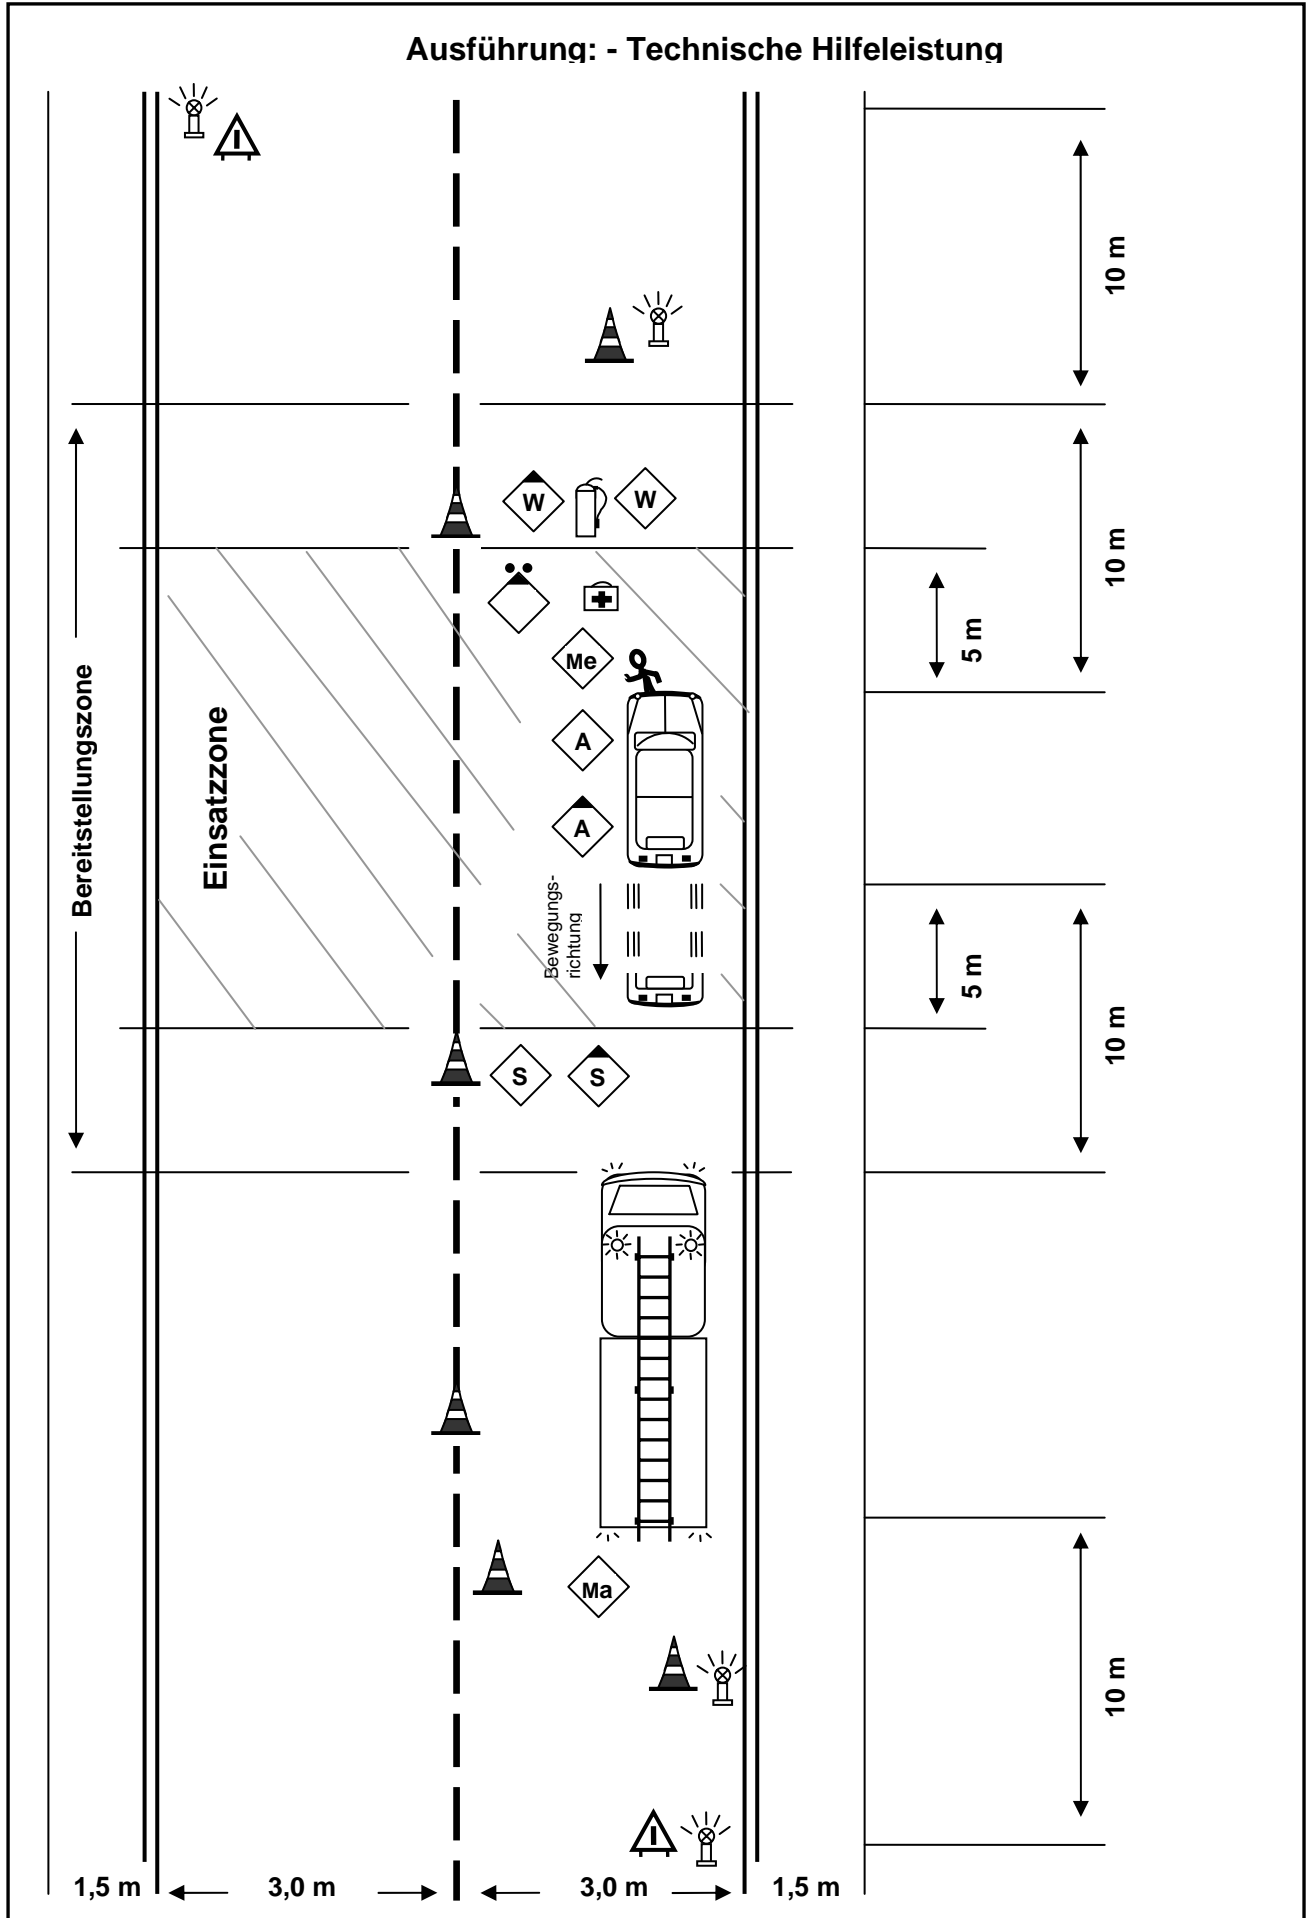 Ausführung: - Technische Hilfeleistung
10 m
W
W
10 m
5 m
Me
A
A
Bereitstellungszone
Einsatzzone
Bewegungs-
richtung
5 m
10 m
S
S
Ma
10 m
1,5 m
3,0 m
3,0 m
1,5 m